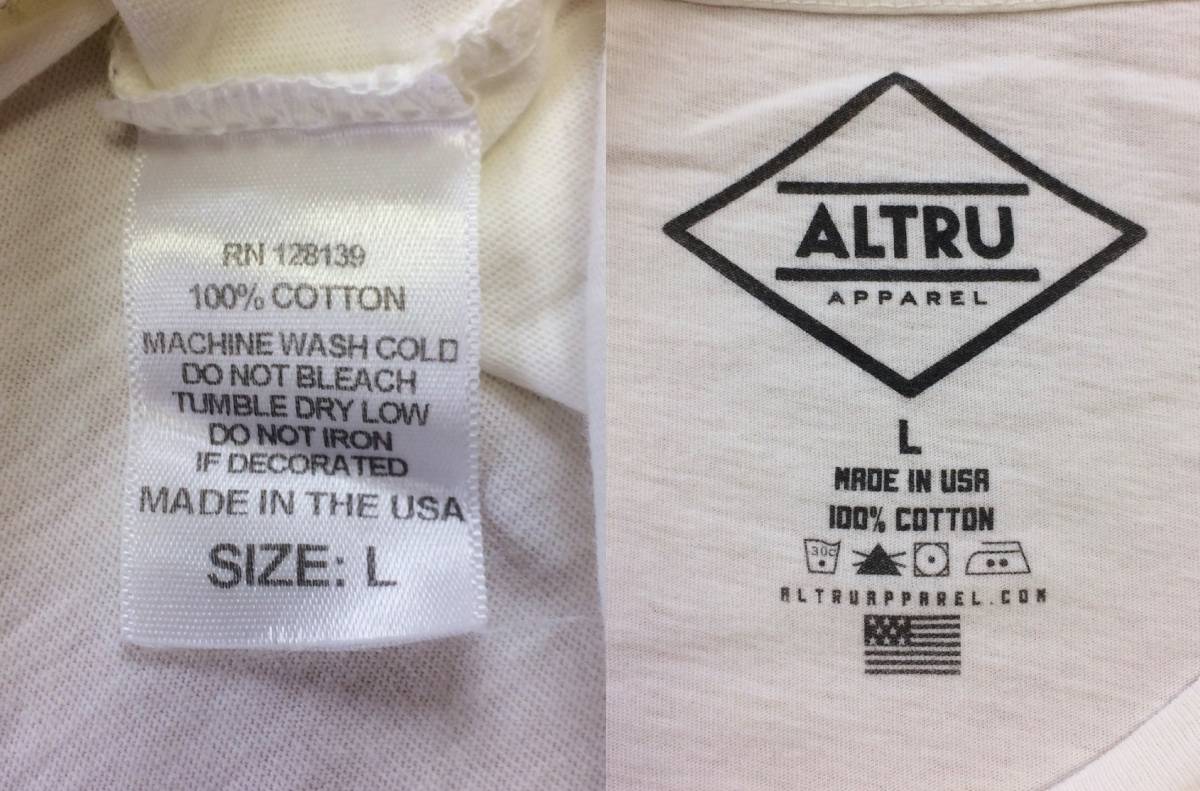 RN 128139
100% COTTON
MACHINE WASH COLD
DO NOT BLEACH
TUMBLE DRY LOW
DO NOT IRON
IF DECORATED
MADE IN THE USA
SIZE: L
ALTRU
APPAREL
L
MADE IN USA
100% COTTON
30c
ALTRUAPPAREL.COM